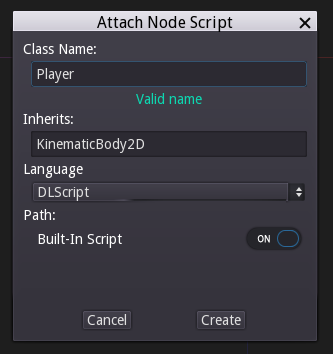 Attach Node Script
Class Name:
Player
Valid name
Inherits:
KinematicBody2D
Language
DLScript
Path:
Built-In Script ON
Cancel Create